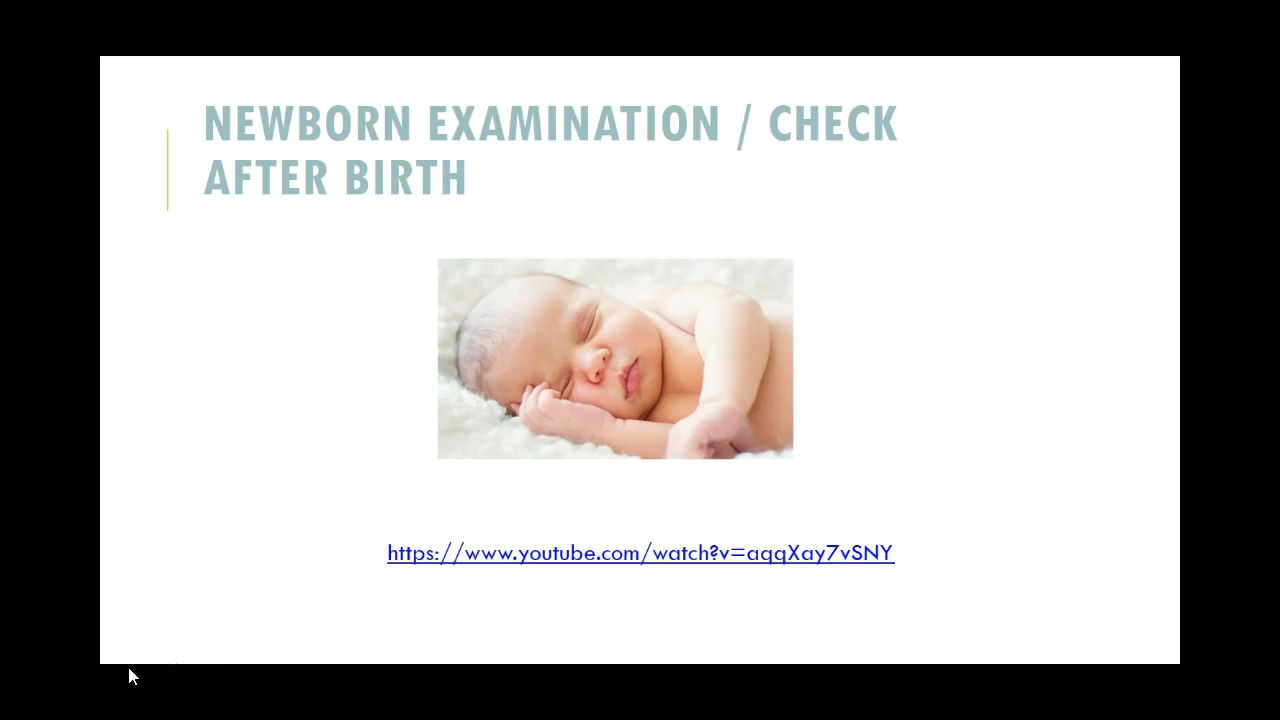 NEWBORN EXAMINATION / CHECK
AFTER BIRTH
https://www.youtube.com/watch?v=aqqXay7vSNY